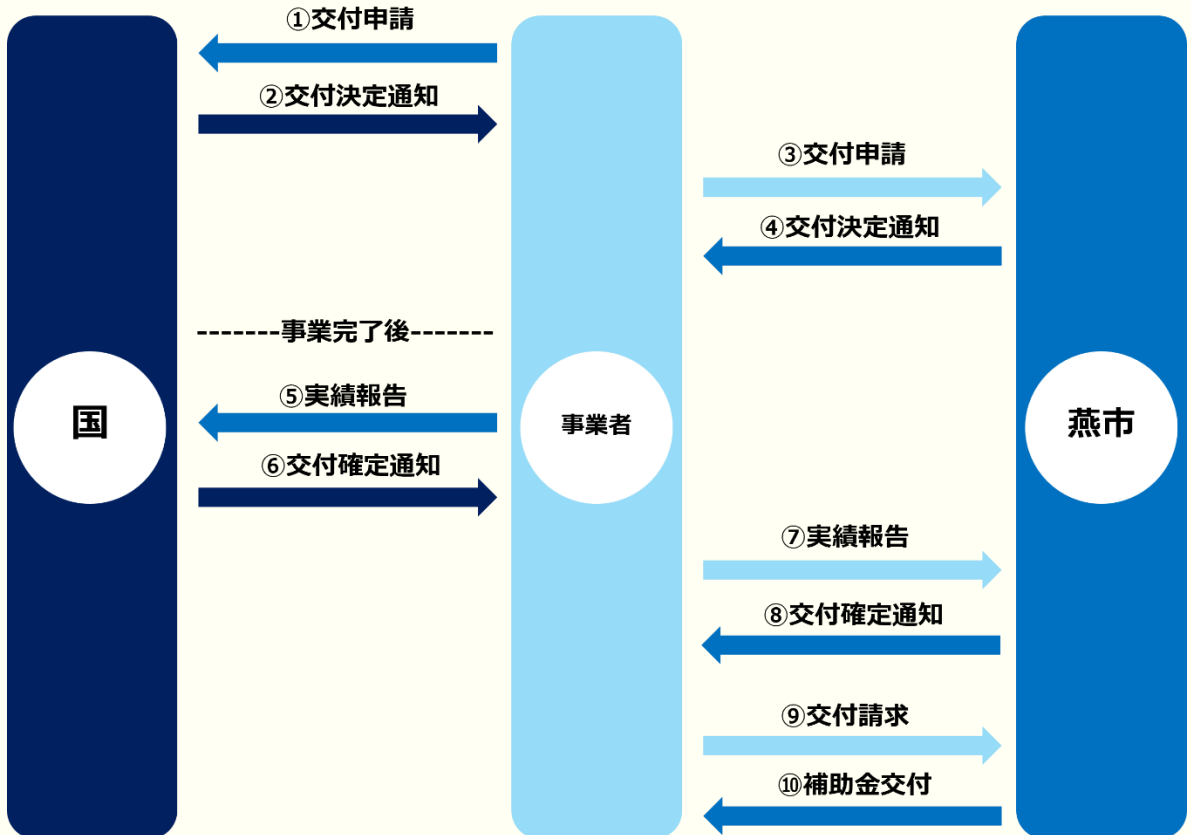 ①交付申請
②交付決定通知
③交付申請
④交付決定通知
-------事業完了後-------
国
事業者
燕市
⑤実績報告
⑥交付確定通知
⑦実績報告
⑧交付確定通知
⑨交付請求
⑩補助金交付